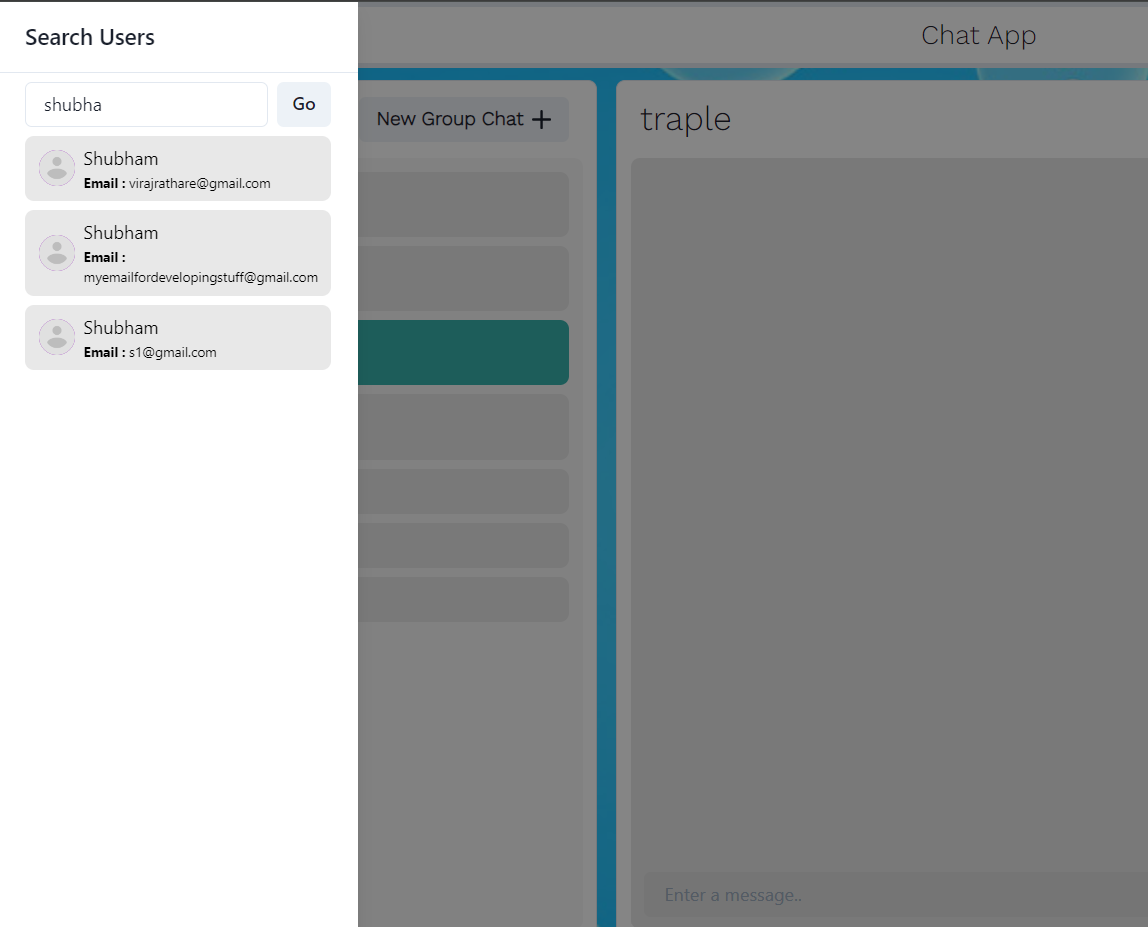 Search Users
shubha
Go
Shubham
Email : virajrathare@gmail.com
Shubham
Email :
myemailfordevelopingstuff@gmail.com
Shubham
Email : s1@gmail.com
Chat App
New Group Chat +
traple
Enter a message..